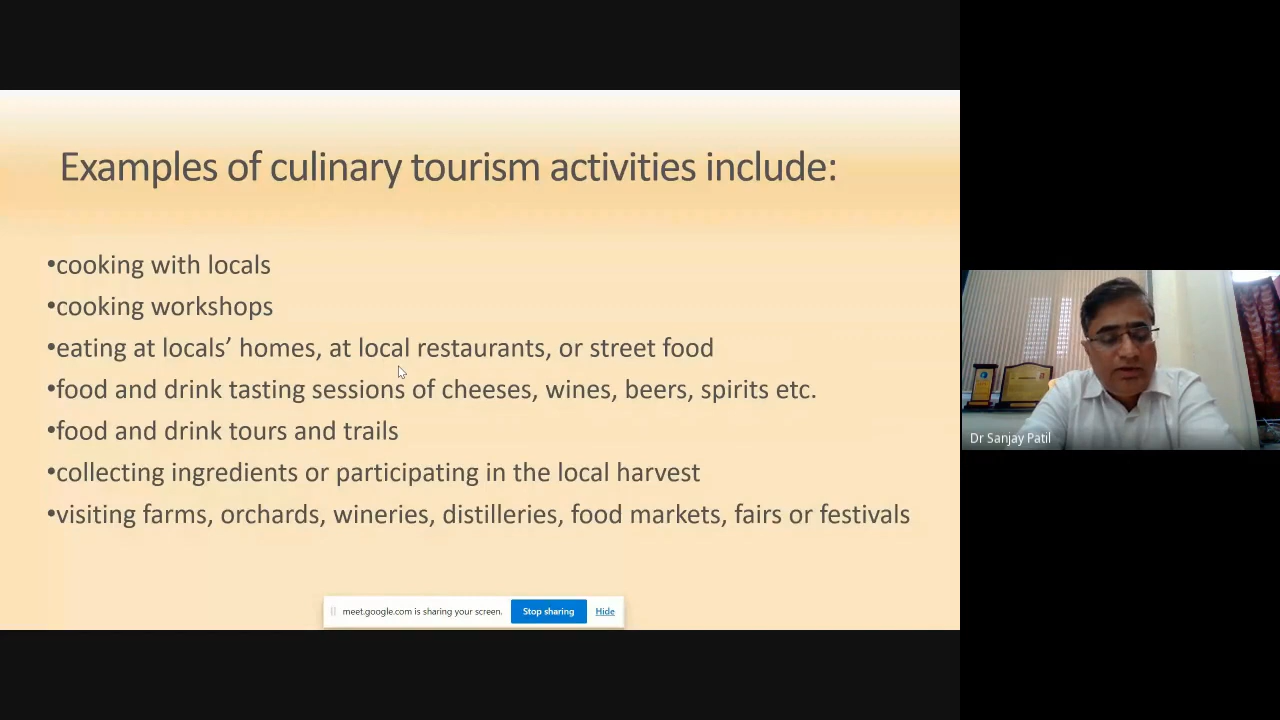 Examples of culinary tourism activities include:
•cooking with locals
•cooking workshops
•eating at locals’ homes, at local restaurants, or street food
•food and drink tasting sessions of cheeses, wines, beers, spirits etc.
•food and drink tours and trails
•collecting ingredients or participating in the local harvest
•visiting farms, orchards, wineries, distilleries, food markets, fairs or festivals
meet.google.com is sharing your screen. Stop sharing Hide
Dr Sanjay Patil